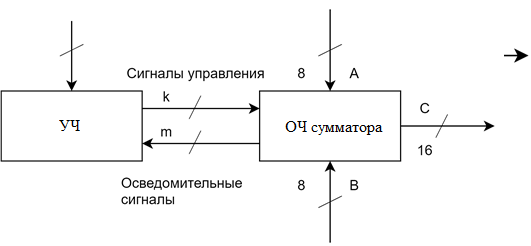 8 A
Сигналы управления
k
C
УЧ
ОЧ сумматора
m
16
Осведомительные
сигналы
8 B